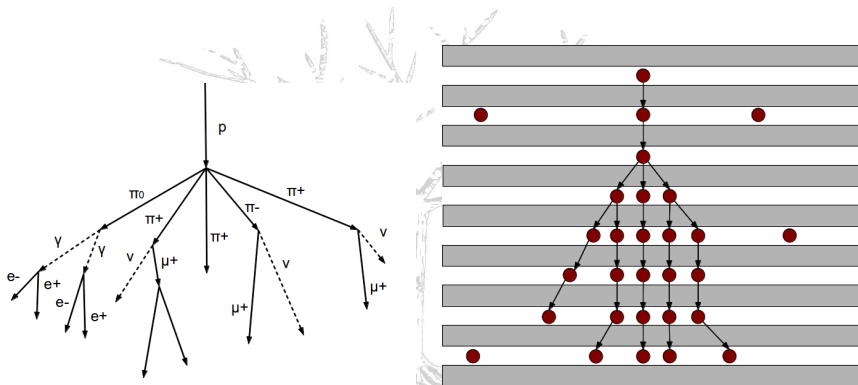 p
π0
π+
π-
π+
π+
γ
γ
ν
μ+
ν
ν
e-
e+
e-
e+
μ+
μ+